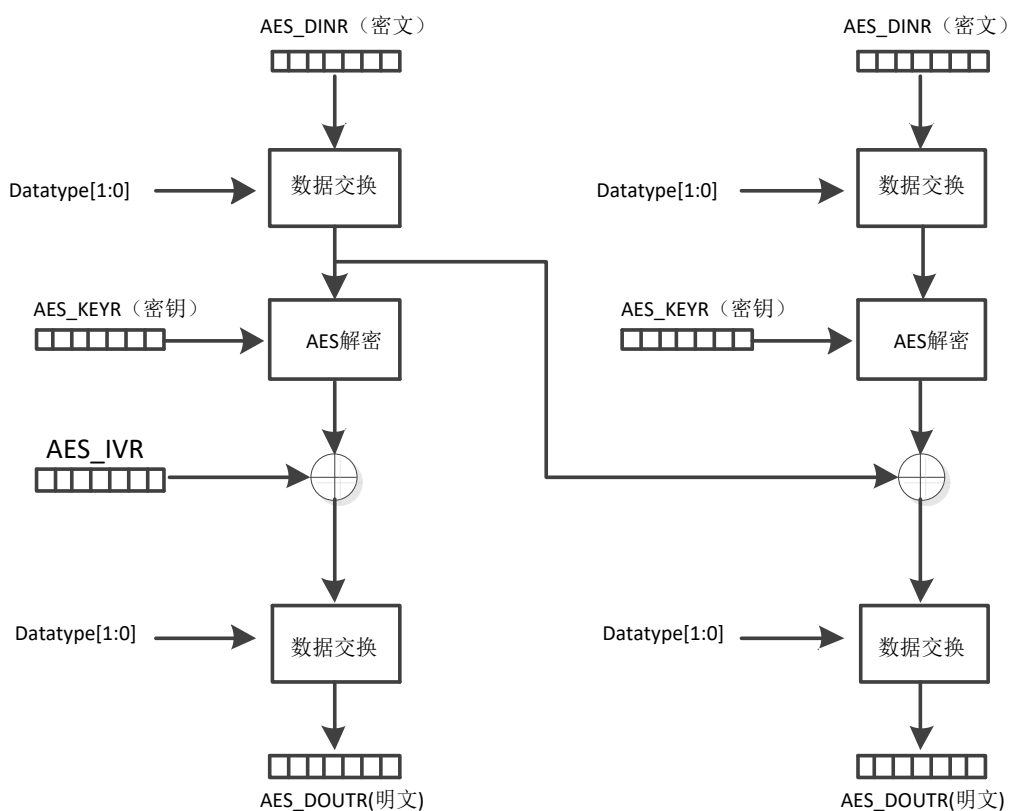 AES_DINR（密文）
AES_DINR（密文）
Datatype[1:0]
数据交换
Datatype[1:0]
数据交换
AES_KEYR（密钥）
AES解密
AES_KEYR（密钥）
AES解密
AES_IVR
Datatype[1:0]
数据交换
Datatype[1:0]
数据交换
AES_DOUTR(明文)
AES_DOUTR(明文)